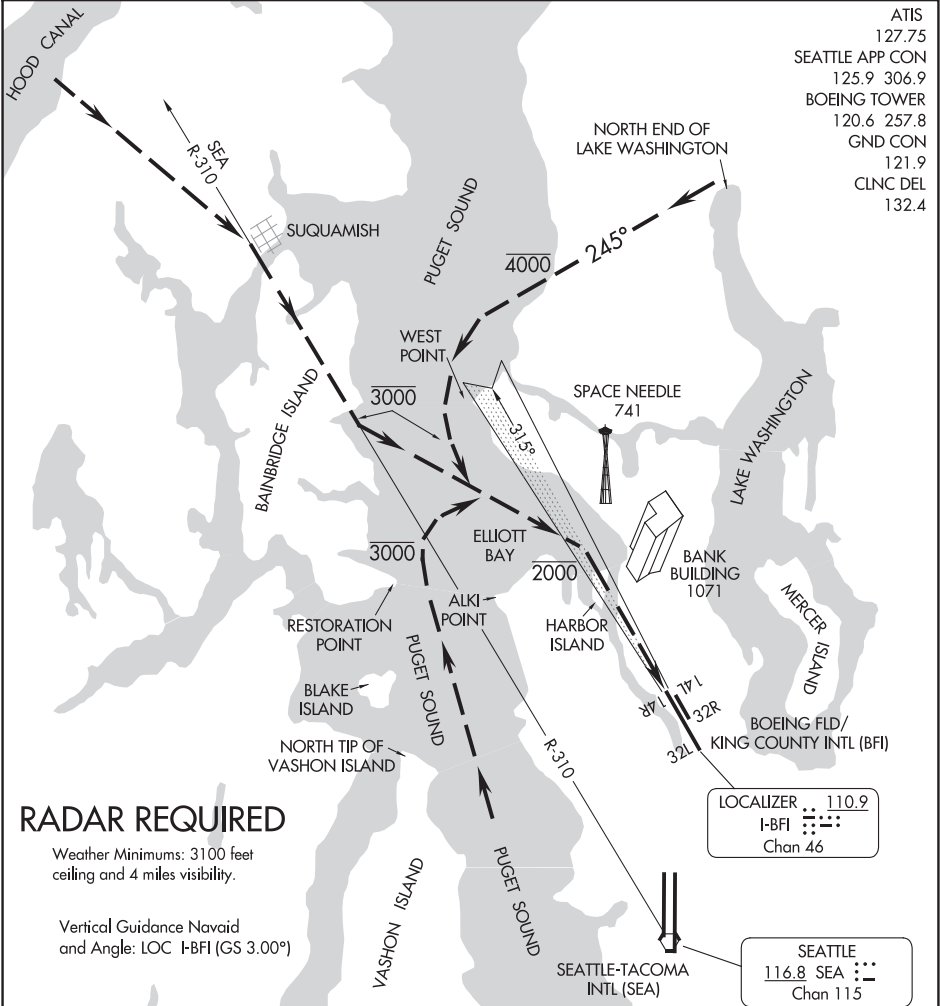 ATIS
127.75
SEATTLE APP CON
125.9 306.9
BOEING TOWER
120.6 257.8
GND CON
121.9
CLNC DEL
132.4
HOOD CANAL
SEA
R-310
SUQUAMISH
PUGET SOUND
NORTH END OF
LAKE WASHINGTON
245°
4000
WEST
POINT
3000
315°
SPACE NEEDLE
741
LAKE WASHINGTON
BAINBRIDGE ISLAND
ELLIOTT
BAY
3000
2000
BANK
BUILDING
1071
MERCER ISLAND
RESTORATION
POINT
ALKI
POINT
HARBOR
ISLAND
PUGET SOUND
BLAKE
ISLAND
NORTH TIP OF
VASHON ISLAND
R-310
14L
14R
32R
32L
BOEING FLD/
KING COUNTY INTL (BFI)
LOCALIZER 110.9
I-BFI
Chan 46
RADAR REQUIRED
Weather Minimums: 3100 feet
ceiling and 4 miles visibility.
Vertical Guidance Navaid
and Angle: LOC I-BFI (GS 3.00°)
VASHON ISLAND
PUGET SOUND
SEATTLE-TACOMA
INTL (SEA)
SEATTLE
116.8 SEA
Chan 115